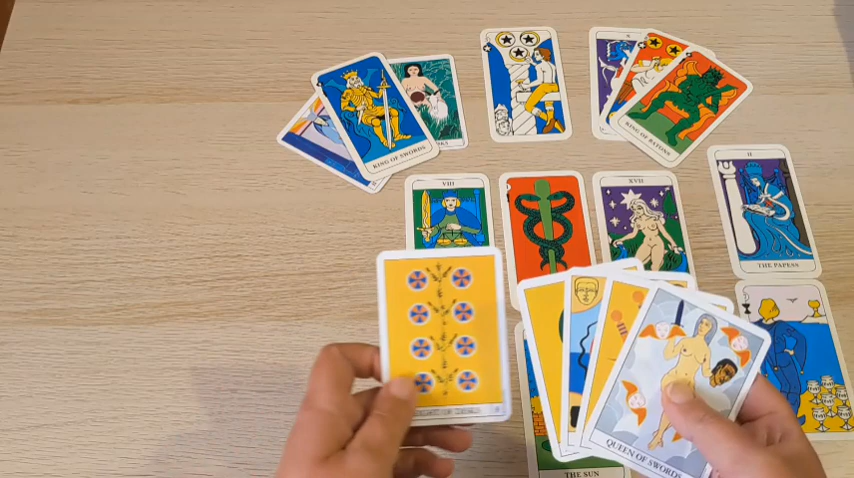 KING OF SWORDS
KING OF BATONS
VIII
XVII
II
THE PAPESS
QUEEN OF SWORDS
THE SUN